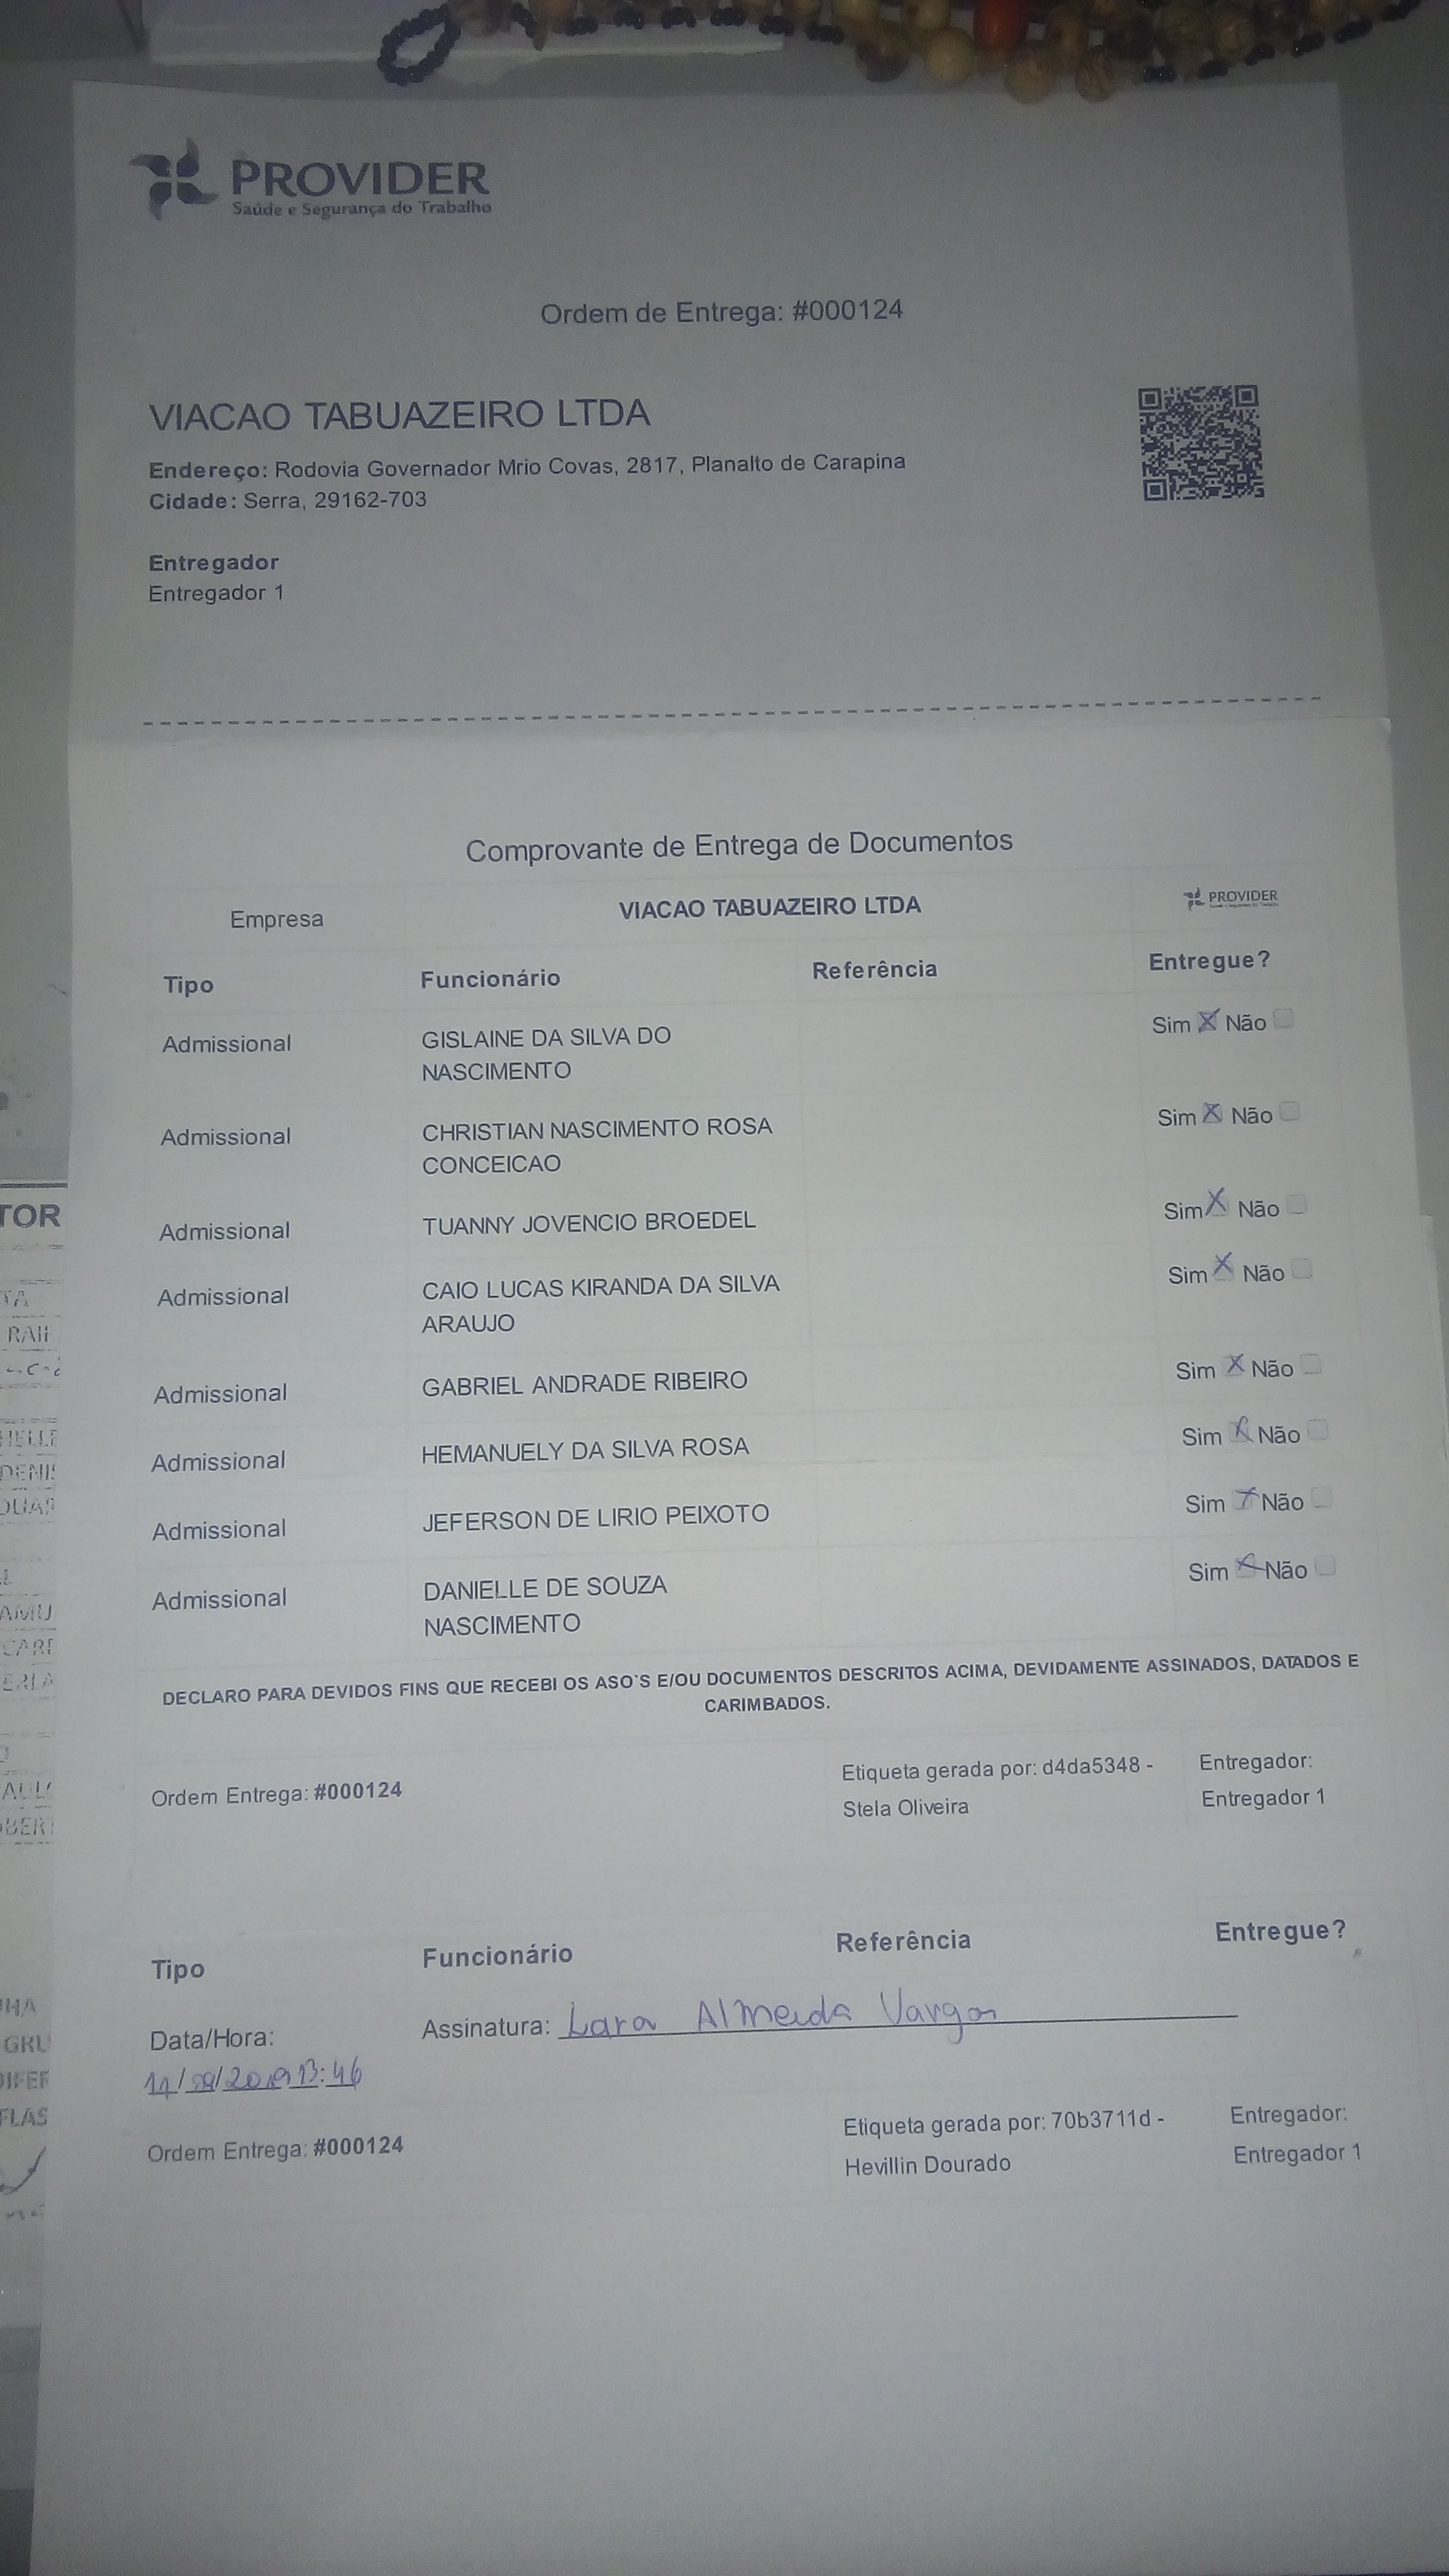 PROVIDER
Saúde e Segurança do Trabalho
Ordem de Entrega: #000124
VIACAO TABUAZEIRO LTDA
Endereço: Rodovia Governador Mrio Covas, 2817, Planalto de Carapina
Cidade: Serra, 29162-703
Entregador
Entregador 1
Comprovante de Entrega de Documentos
Empresa VIACAO TABUAZEIRO LTDA PROVIDER
Tipo Funcionário Referência Entregue?
Admissional GISLAINE DA SILVA DO Sim X Não
NASCIMENTO
Admissional CHRISTIAN NASCIMENTO ROSA Sim X Não
CONCEICAO
Admissional TUANNY JOVENCIO BROEDEL Sim X Não
Admissional CAIO LUCAS KIRANDA DA SILVA Sim X Não
ARAUJO
Admissional GABRIEL ANDRADE RIBEIRO Sim X Não
Admissional HEMANUELY DA SILVA ROSA Sim X Não
Admissional JEFERSON DE LIRIO PEIXOTO Sim X Não
Admissional DANIELLE DE SOUZA Sim X Não
NASCIMENTO
DECLARO PARA DEVIDOS FINS QUE RECEBI OS ASO`S E/OU DOCUMENTOS DESCRITOS ACIMA, DEVIDAMENTE ASSINADOS, DATADOS E
CARIMBADOS.
Ordem Entrega: #000124 Etiqueta gerada por: d4da5348 - Entregador:
Stela Oliveira Entregador 1
Tipo Funcionário Referência Entregue?
Data/Hora: Assinatura: Lara Almeida Vargas
/2019 13:46
Ordem Entrega: #000124 Etiqueta gerada por: 70b3711d - Entregador:
Hevillin Dourado Entregador 1
TOR
TA
RAIF
HELLE
DENIS
DUAS
AMU
CARE
ERLA
AULO
OBERT
GRU
DIFER
FLAS